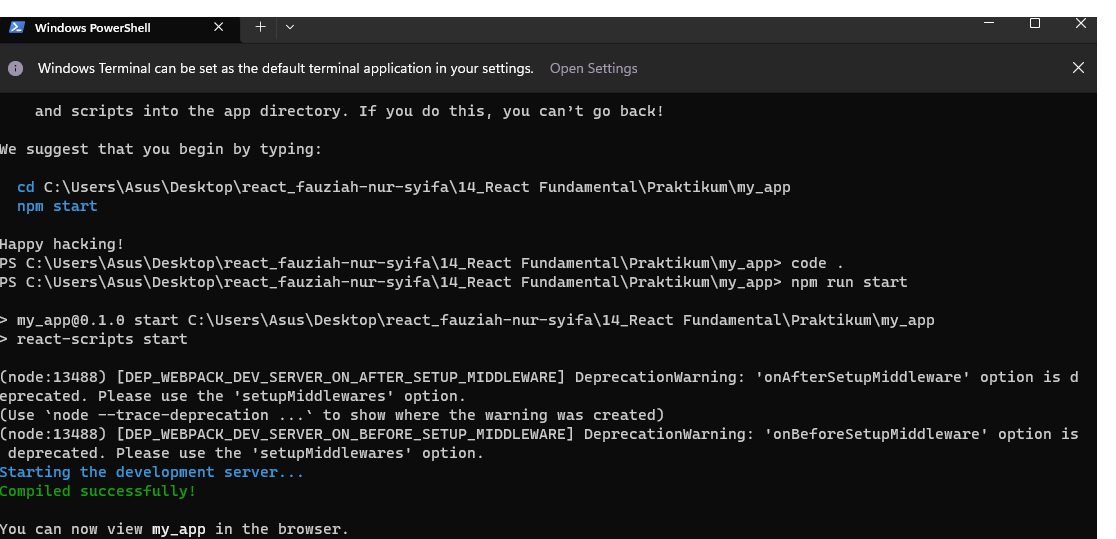 Windows PowerShell
Windows Terminal can be set as the default terminal application in your settings. Open Settings
and scripts into the app directory. If you do this, you can’t go back!
We suggest that you begin by typing:
cd C:\Users\Asus\Desktop\react_fauziah-nur-syifa\14_React Fundamental\Praktikum\my_app
npm start
Happy hacking!
PS C:\Users\Asus\Desktop\react_fauziah-nur-syifa\14_React Fundamental\Praktikum\my_app> code .
PS C:\Users\Asus\Desktop\react_fauziah-nur-syifa\14_React Fundamental\Praktikum\my_app> npm run start
> my_app@0.1.0 start C:\Users\Asus\Desktop\react_fauziah-nur-syifa\14_React Fundamental\Praktikum\my_app
> react-scripts start
(node:13488) [DEP_WEBPACK_DEV_SERVER_ON_AFTER_SETUP_MIDDLEWARE] DeprecationWarning: 'onAfterSetupMiddleware' option is d
eprecated. Please use the 'setupMiddlewares' option.
(Use `node --trace-deprecation ...` to show where the warning was created)
(node:13488) [DEP_WEBPACK_DEV_SERVER_ON_BEFORE_SETUP_MIDDLEWARE] DeprecationWarning: 'onBeforeSetupMiddleware' option is
deprecated. Please use the 'setupMiddlewares' option.
Starting the development server...
Compiled successfully!
You can now view my_app in the browser.